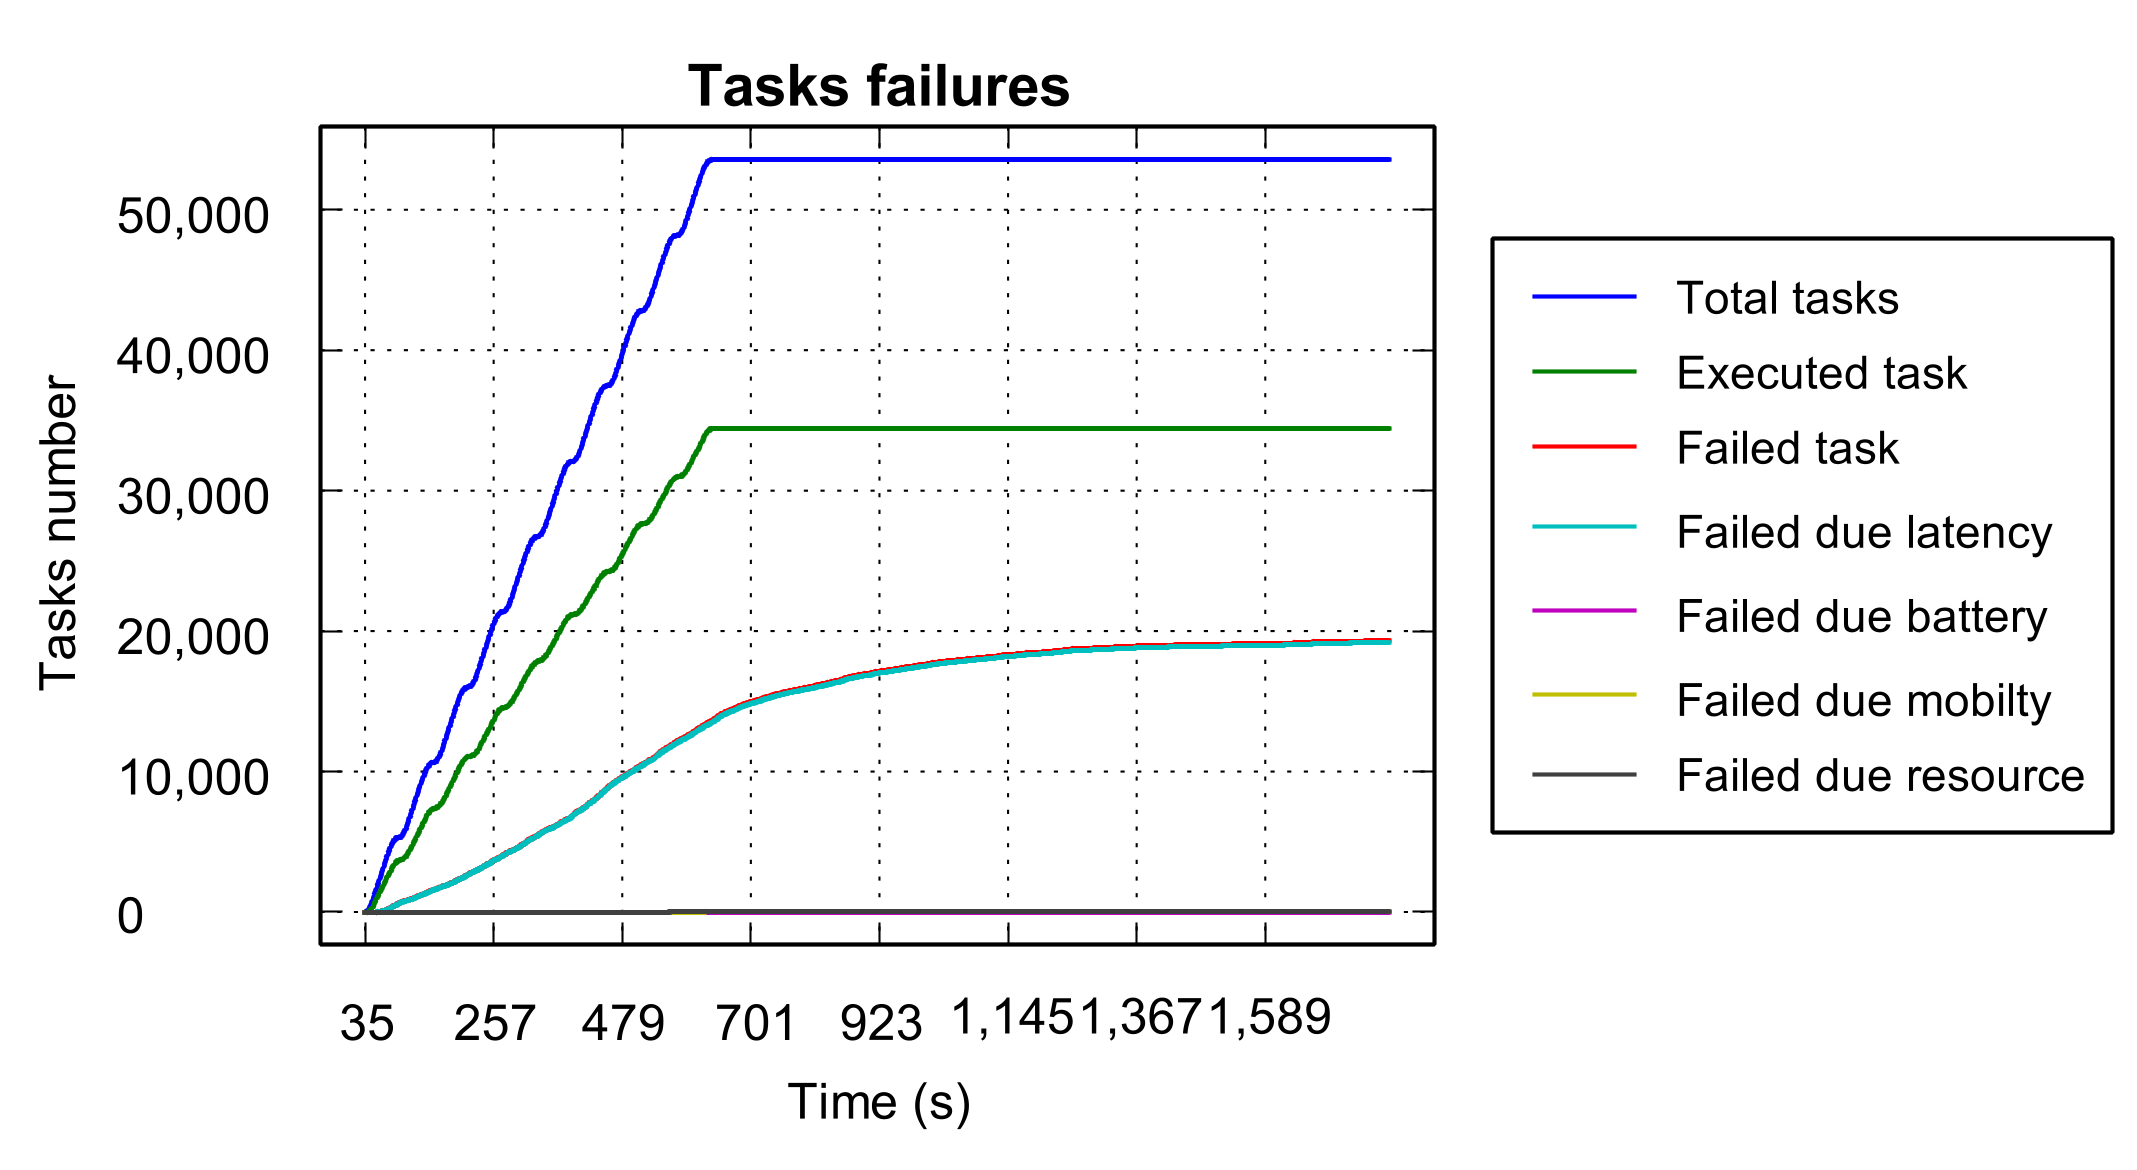 Tasks failures
50,000
40,000
30,000
20,000
10,000
0
Tasks number
35 257 479 701 923 1,145 1,367 1,589
Time (s)
Total tasks
Executed task
Failed task
Failed due latency
Failed due battery
Failed due mobilty
Failed due resource